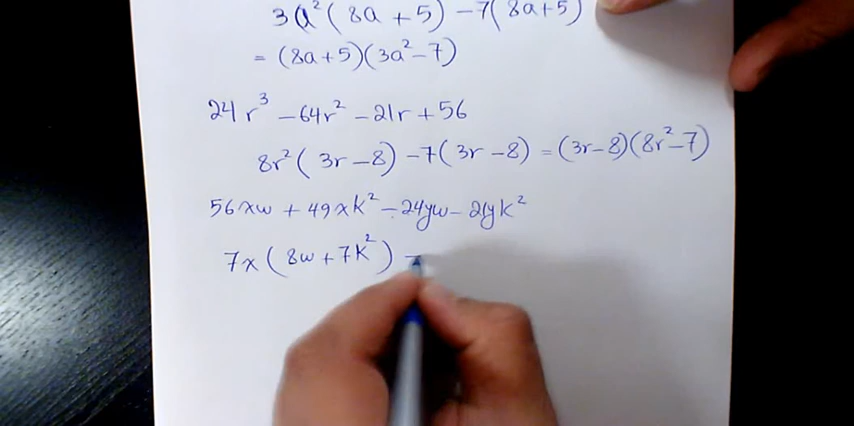 3a²(8a+5) -7(8a+5)
= (8a+5)(3a²-7)
24r³ -64r² -21r +56
8r²(3r-8) -7(3r-8) = (3r-8)(8r²-7)
56xw + 49xk² -24yw - 21yk²
7x(8w+7k²) -